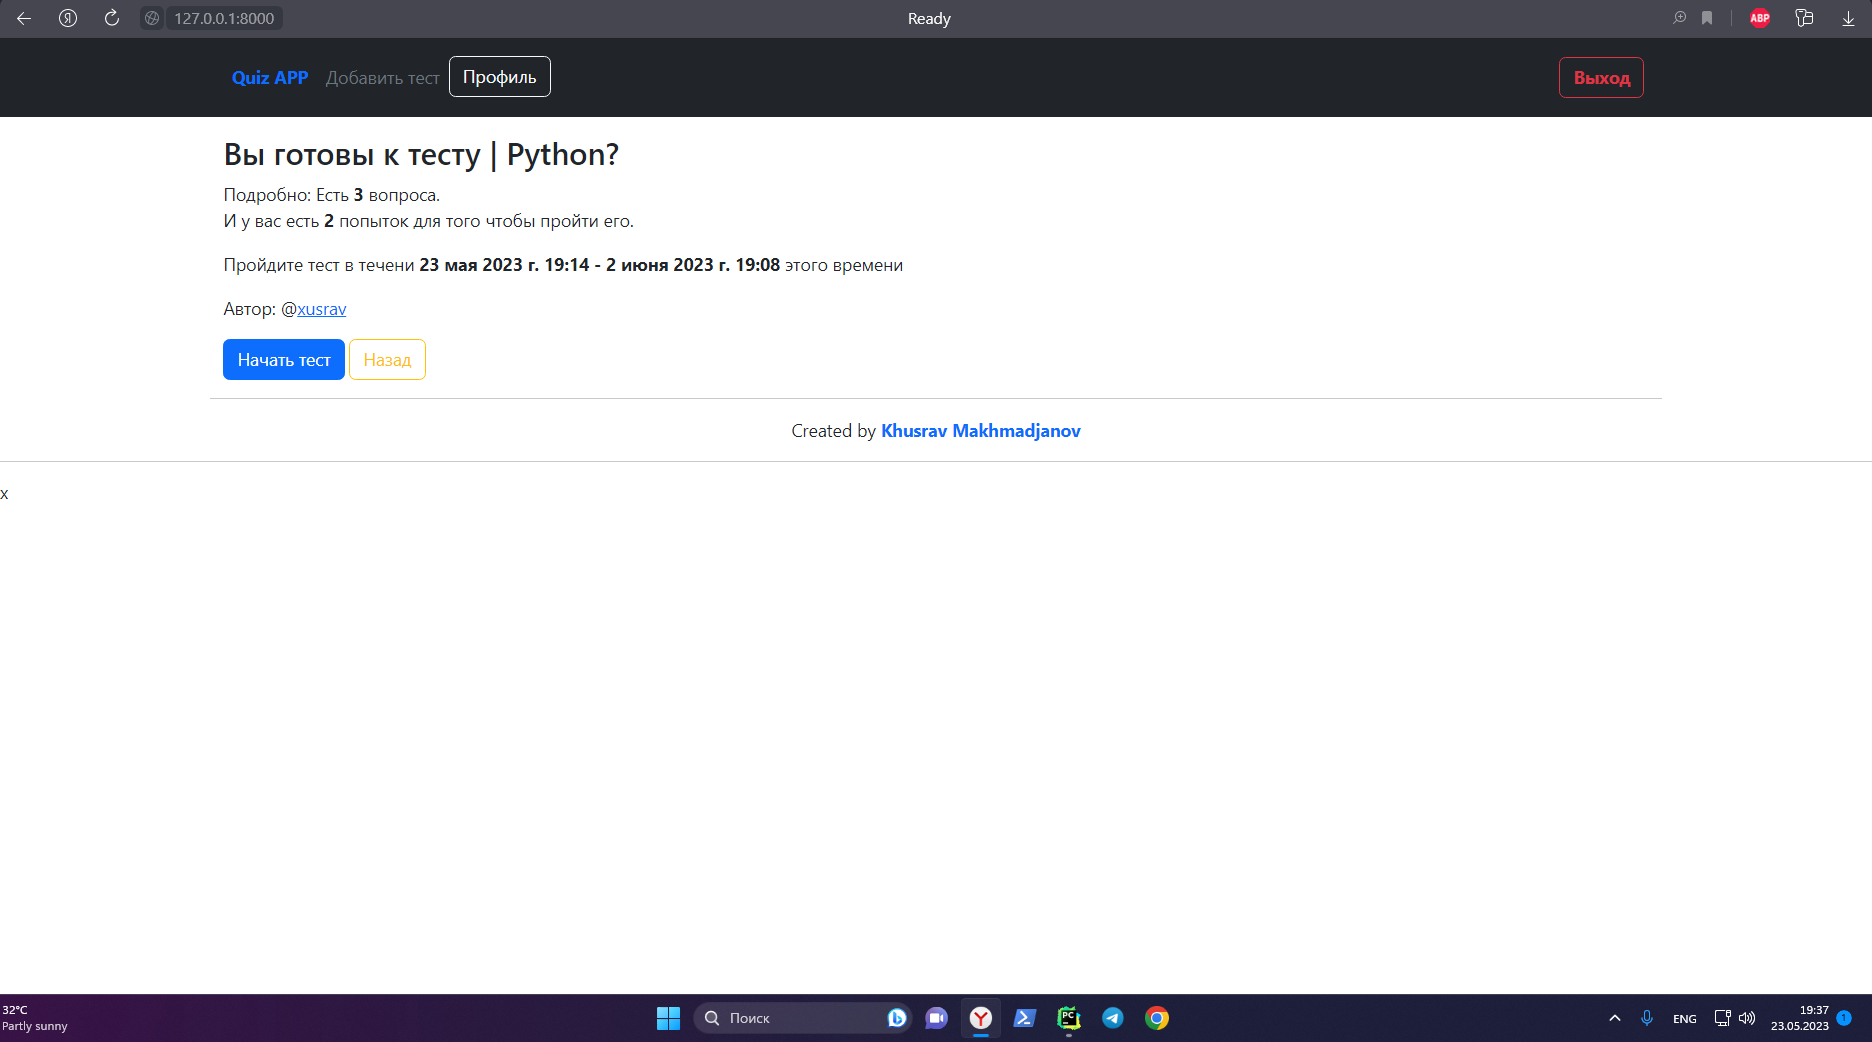 127.0.0.1:8000
Ready
ABP
Quiz APP Добавить тест Профиль
Выход
Вы готовы к тесту | Python?
Подробно: Есть 3 вопроса.
И у вас есть 2 попыток для того чтобы пройти его.
Пройдите тест в течени 23 мая 2023 г. 19:14 - 2 июня 2023 г. 19:08 этого времени
Автор: @xusrav
Начать тест Назад
Created by Khusrav Makhmadjanov
x
32°C
Partly sunny
Поиск
PC
ENG
19:37
23.05.2023
1